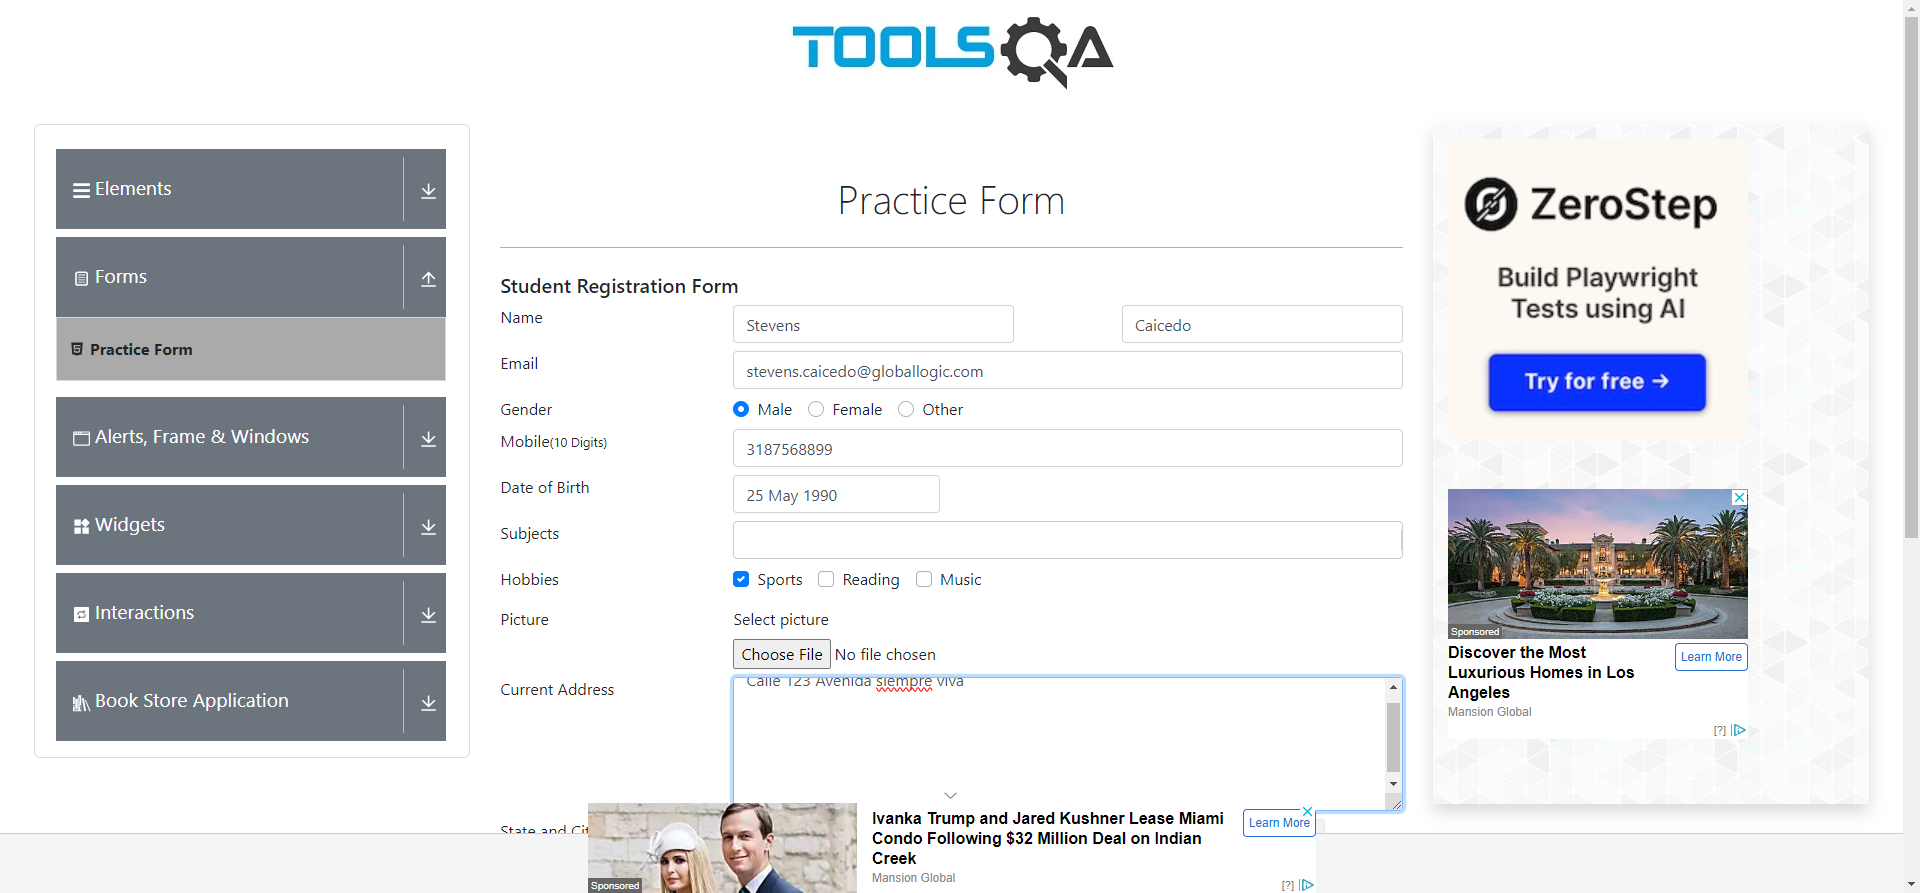 TOOLSQA
Elements
Forms
Practice Form
Alerts, Frame & Windows
Widgets
Interactions
Book Store Application
Practice Form
Student Registration Form
Name
Stevens
Caicedo
Email
stevens.caicedo@globallogic.com
Gender
Male
Female
Other
Mobile(10 Digits)
3187568899
Date of Birth
25 May 1990
Subjects
Hobbies
Sports
Reading
Music
Picture
Select picture
Choose File No file chosen
Current Address
Calle 123 Avenida siempre viva
State and
ZeroStep
Build Playwright
Tests using AI
Try for free →
Sponsored
Discover the Most
Luxurious Homes in Los
Angeles
Learn More
Mansion Global
[?]
Sponsored
Ivanka Trump and Jared Kushner Lease Miami
Condo Following $32 Million Deal on Indian
Creek
Learn More
Mansion Global
[?]